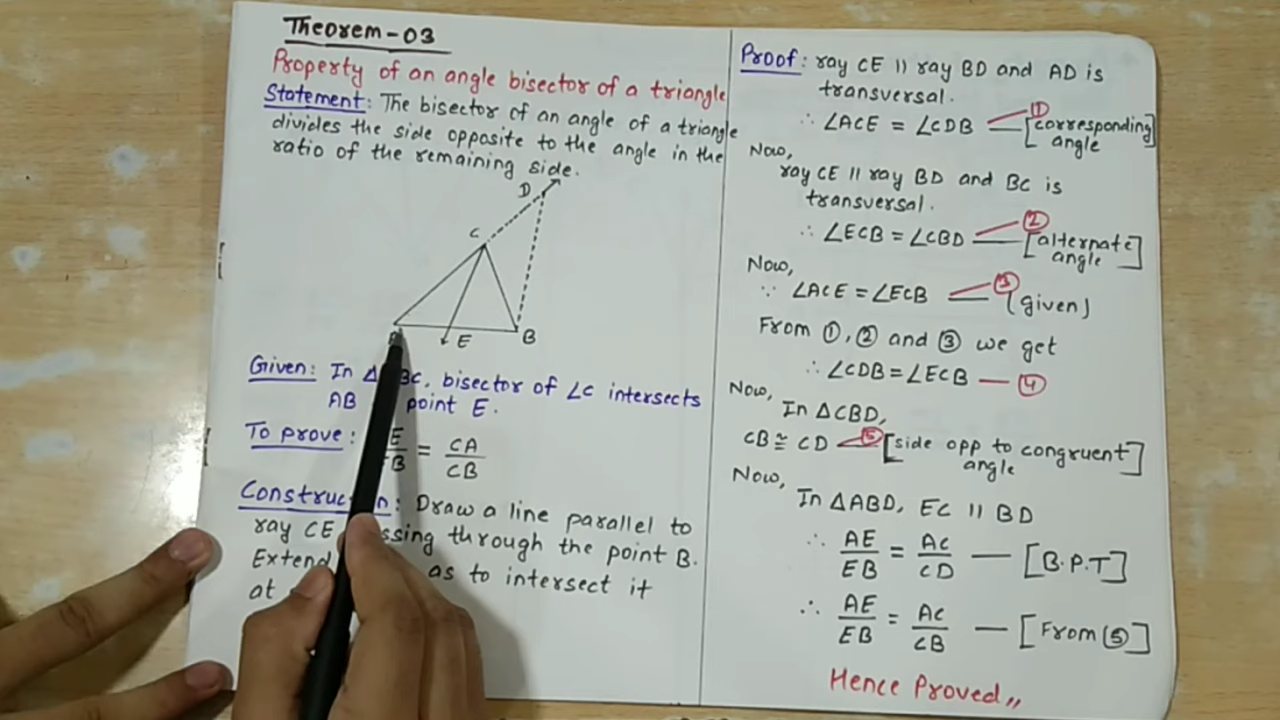 Theorem-03
Property of an angle bisector of a triangle
Statement: The bisector of an angle of a triangle
divides the side opposite to the angle in the
ratio of the remaining side.
D
C
E
B
Given: In △ BC, bisector of ∠C intersects
AB point E.
To prove: E/B = CA/CB
Construction: Draw a line parallel to
ray CE passing through the point B.
Extend as to intersect it
at
Proof: ray CE || ray BD and AD is
transversal.
∴ ∠ACE = ∠CDB — ① [corresponding angle]
Now,
ray CE || ray BD and BC is
transversal.
∴ ∠ECB = ∠CBD — ② [alternate angle]
Now,
∵ ∠ACE = ∠ECB — ③ (given)
From ①, ② and ③ we get
∴ ∠CDB = ∠ECB — ④
Now,
In △CBD,
CB ≅ CD — ⑤ [side opp to congruent angle]
Now,
In △ABD, EC || BD
∴ AE/EB = AC/CD — [B.P.T]
∴ AE/EB = AC/CB — [From ⑤]
Hence Proved,,